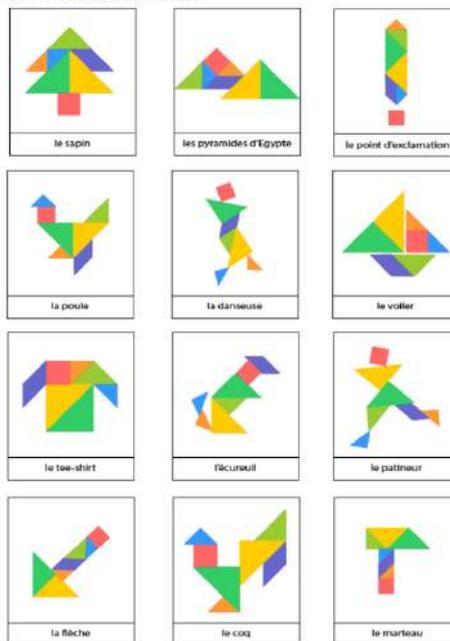 le sapin
les pyramides d'Egypte
le point d'exclamation
la poule
la danseuse
le voilier
le tee-shirt
l'écureuil
le patineur
la flèche
le coq
le marteau